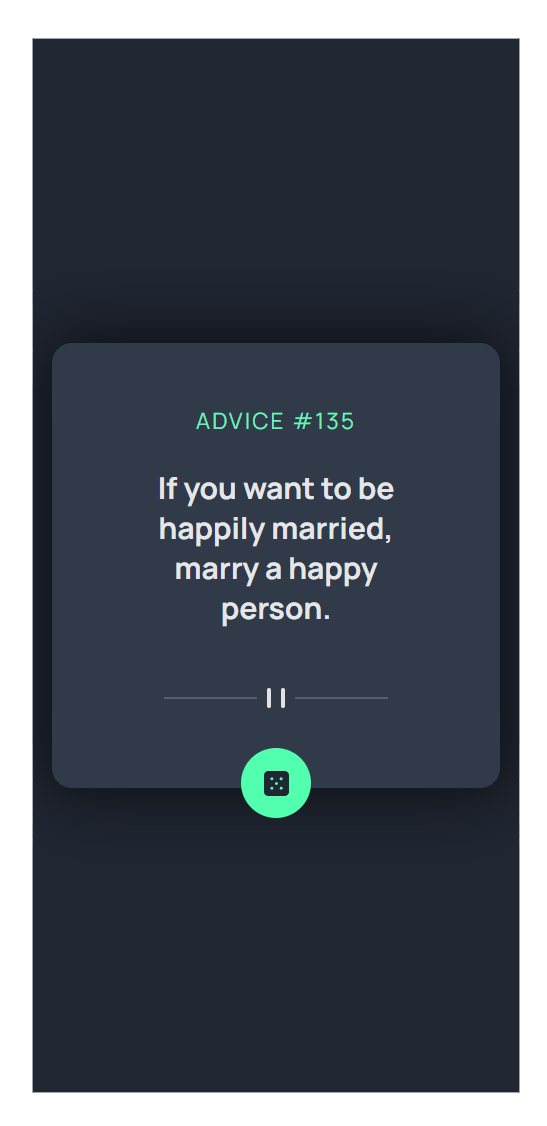 ADVICE #135
If you want to be
happily married,
marry a happy
person.